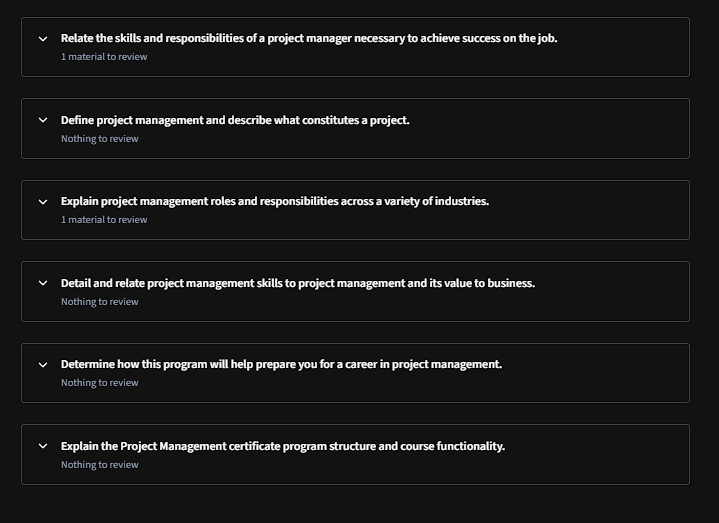 Relate the skills and responsibilities of a project manager necessary to achieve success on the job.
1 material to review
Define project management and describe what constitutes a project.
Nothing to review
Explain project management roles and responsibilities across a variety of industries.
1 material to review
Detail and relate project management skills to project management and its value to business.
Nothing to review
Determine how this program will help prepare you for a career in project management.
Nothing to review
Explain the Project Management certificate program structure and course functionality.
Nothing to review